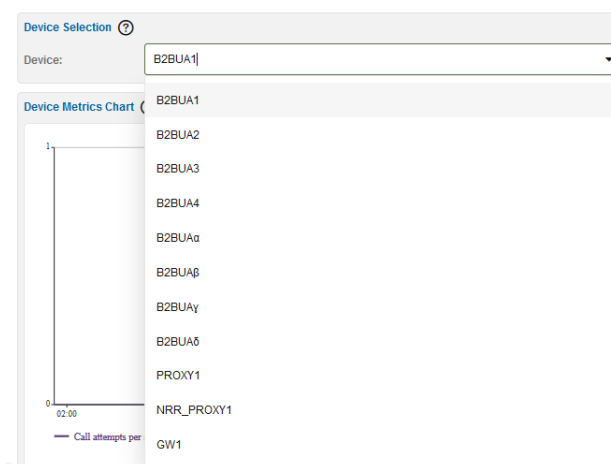 Device Selection ?
Device:
B2BUA1
Device Metrics Chart
B2BUA1
B2BUA2
B2BUA3
B2BUA4
B2BUAα
B2BUAβ
B2BUAγ
B2BUAδ
PROXY1
NRR_PROXY1
GW1
1
0
02:00
Call attempts per